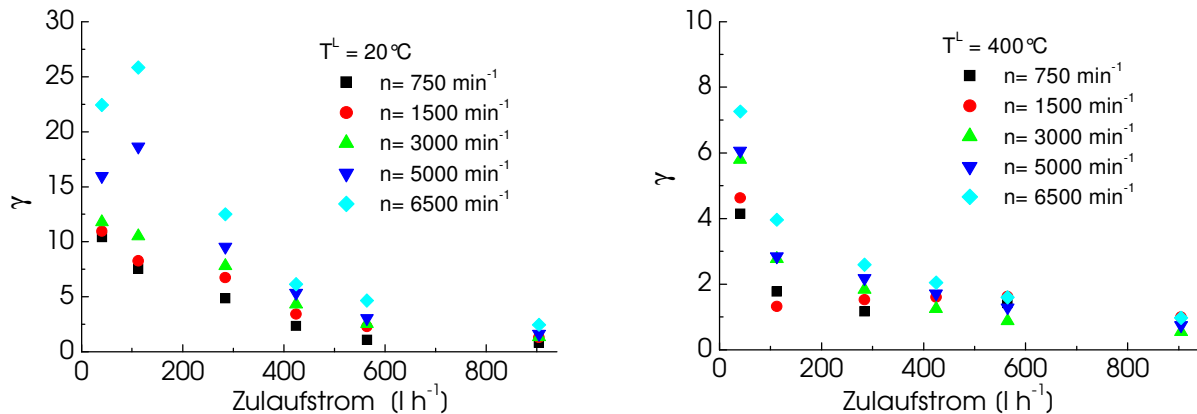 30
25
20
15
10
5
0
γ
T^L = 20°C
n= 750 min^-1
n= 1500 min^-1
n= 3000 min^-1
n= 5000 min^-1
n= 6500 min^-1
0 200 400 600 800
Zulaufstrom (l h^-1)
10
8
6
4
2
0
γ
T^L = 400°C
n= 750 min^-1
n= 1500 min^-1
n= 3000 min^-1
n= 5000 min^-1
n= 6500 min^-1
0 200 400 600 800
Zulaufstrom (l h^-1)